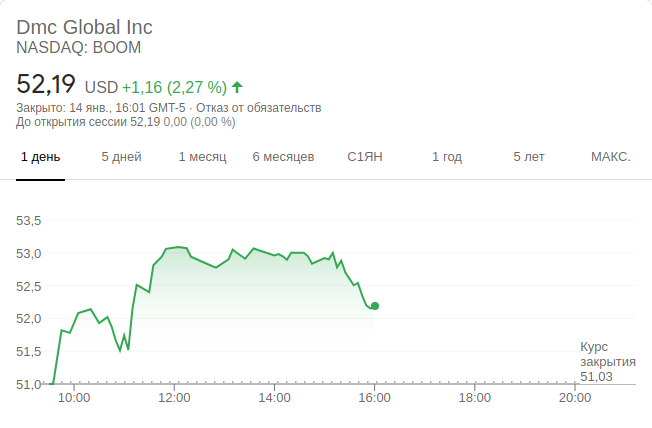 Dmc Global Inc
NASDAQ: BOOM
52,19 USD +1,16 (2,27 %)
Закрыто: 14 янв., 16:01 GMT-5 · Отказ от обязательств
До открытия сессии 52,19 0,00 (0,00 %)
1 день 5 дней 1 месяц 6 месяцев С1ЯН 1 год 5 лет МАКС.
53,5
53,0
52,5
52,0
51,5
51,0
Курс
закрытия
51,03
10:00 12:00 14:00 16:00 18:00 20:00